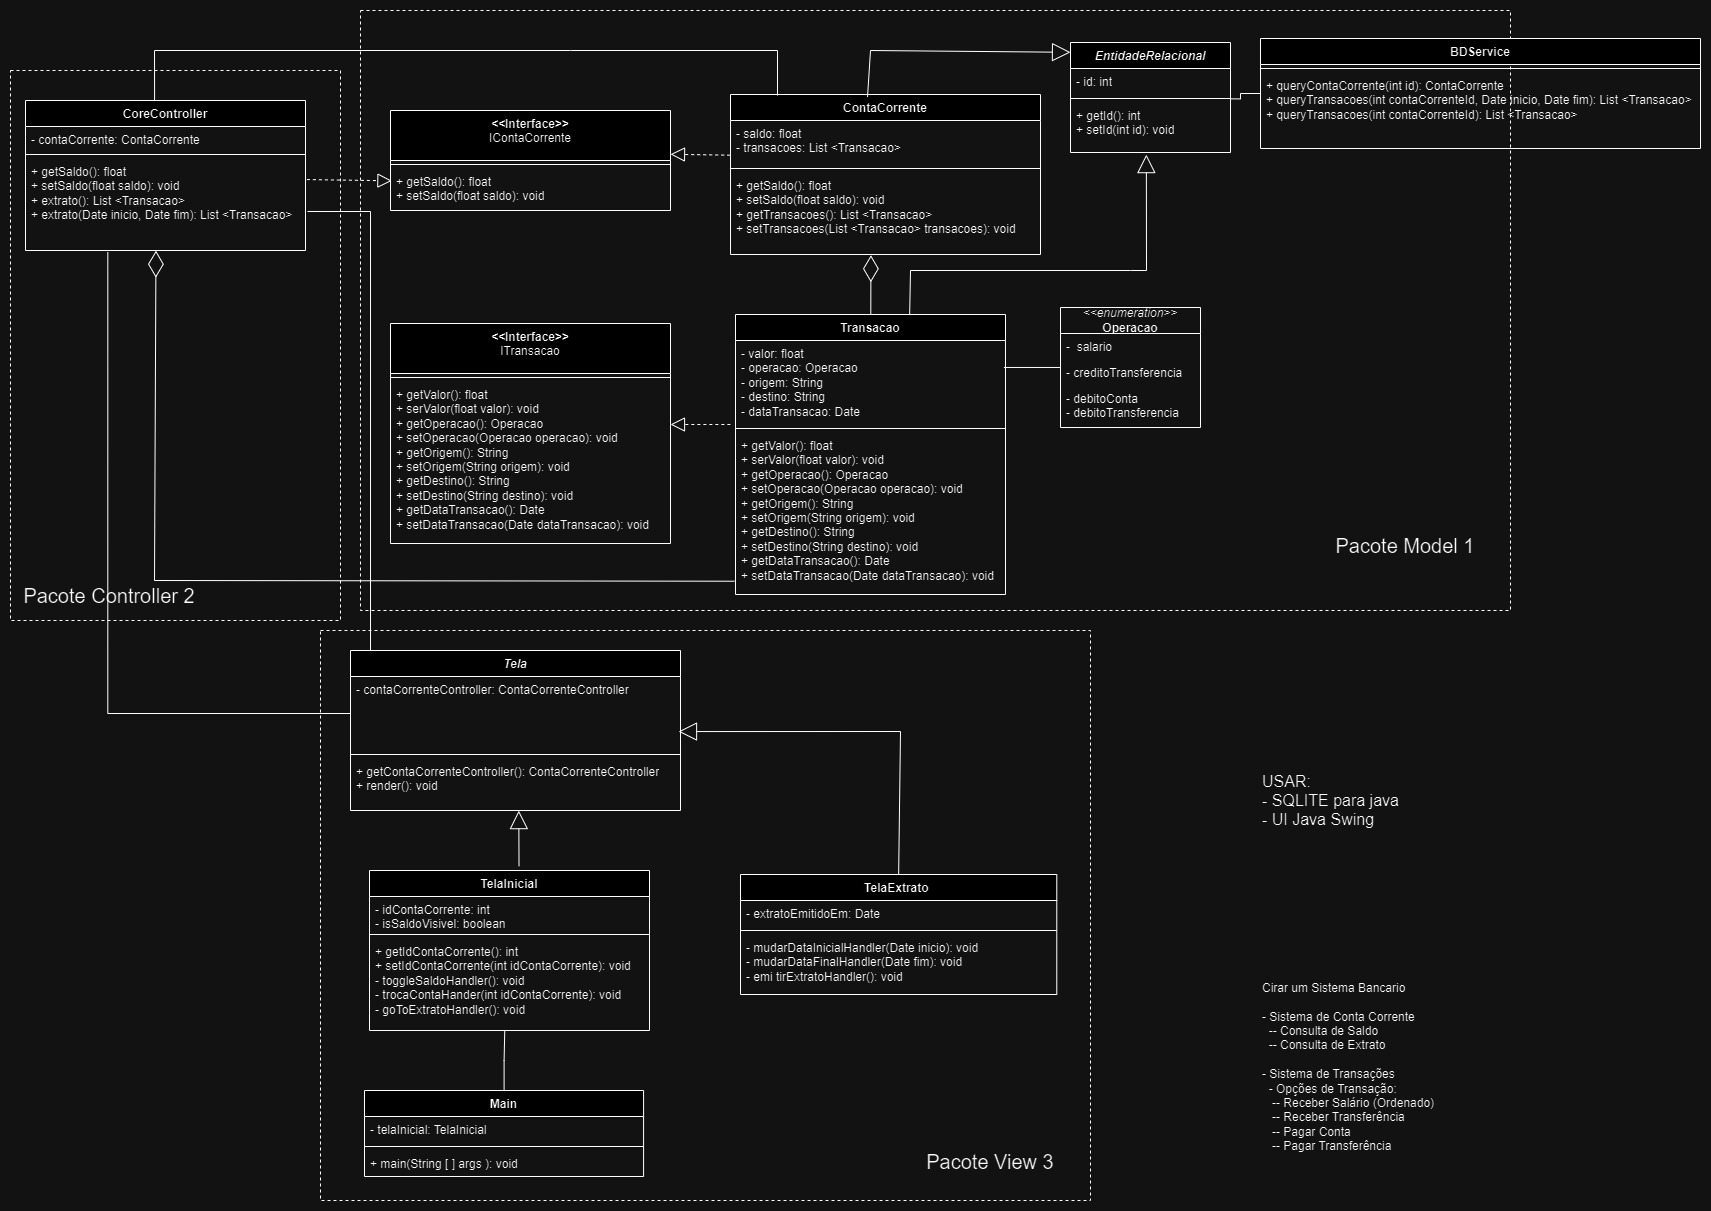 CoreController
- contaCorrente: ContaCorrente
+ getSaldo(): float
+ setSaldo(float saldo): void
+ extrato(): List <Transacao>
+ extrato(Date inicio, Date fim): List <Transacao>
Pacote Controller 2
<<Interface>>
IContaCorrente
+ getSaldo(): float
+ setSaldo(float saldo): void
ContaCorrente
- saldo: float
- transacoes: List <Transacao>
+ getSaldo(): float
+ setSaldo(float saldo): void
+ getTransacoes(): List <Transacao>
+ setTransacoes(List <Transacao> transacoes): void
EntidadeRelacional
- id: int
+ getId(): int
+ setId(int id): void
BDService
+ queryContaCorrente(int id): ContaCorrente
+ queryTransacoes(int contaCorrenteId, Date inicio, Date fim): List <Transacao>
+ queryTransacoes(int contaCorrenteId): List <Transacao>
<<Interface>>
ITransacao
+ getValor(): float
+ serValor(float valor): void
+ getOperacao(): Operacao
+ setOperacao(Operacao operacao): void
+ getOrigem(): String
+ setOrigem(String origem): void
+ getDestino(): String
+ setDestino(String destino): void
+ getDataTransacao(): Date
+ setDataTransacao(Date dataTransacao): void
Transacao
- valor: float
- operacao: Operacao
- origem: String
- destino: String
- dataTransacao: Date
+ getValor(): float
+ serValor(float valor): void
+ getOperacao(): Operacao
+ setOperacao(Operacao operacao): void
+ getOrigem(): String
+ setOrigem(String origem): void
+ getDestino(): String
+ setDestino(String destino): void
+ getDataTransacao(): Date
+ setDataTransacao(Date dataTransacao): void
<<enumeration>>
Operacao
- salario
- creditoTransferencia
- debitoConta
- debitoTransferencia
Pacote Model 1
Tela
- contaCorrenteController: ContaCorrenteController
+ getContaCorrenteController(): ContaCorrenteController
+ render(): void
TelaInicial
- idContaCorrente: int
- isSaldoVisivel: boolean
+ getIdContaCorrente(): int
+ setIdContaCorrente(int idContaCorrente): void
- toggleSaldoHandler(): void
- trocaContaHander(int idContaCorrente): void
- goToExtratoHandler(): void
TelaExtrato
- extratoEmitidoEm: Date
- mudarDataInicialHandler(Date inicio): void
- mudarDataFinalHandler(Date fim): void
- emi tirExtratoHandler(): void
Main
- telaInicial: TelaInicial
+ main(String [ ] args ): void
Pacote View 3
USAR:
- SQLITE para java
- UI Java Swing
Cirar um Sistema Bancario
- Sistema de Conta Corrente
-- Consulta de Saldo
-- Consulta de Extrato
- Sistema de Transações
- Opções de Transação:
-- Receber Salário (Ordenado)
-- Receber Transferência
-- Pagar Conta
-- Pagar Transferência